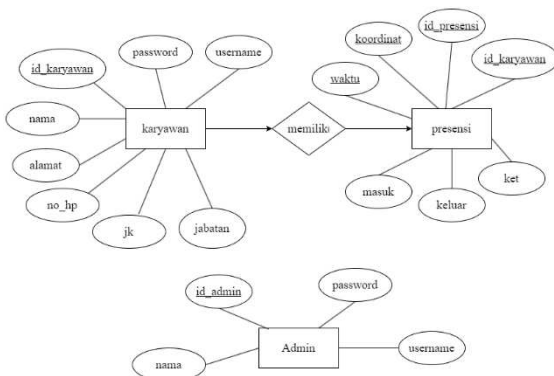 password
username
id_karyawan
nama
karyawan
alamat
no_hp
jk
jabatan
memiliki
koordinat
id_presensi
id_karyawan
waktu
presensi
masuk
keluar
ket
id_admin
password
nama
Admin
username